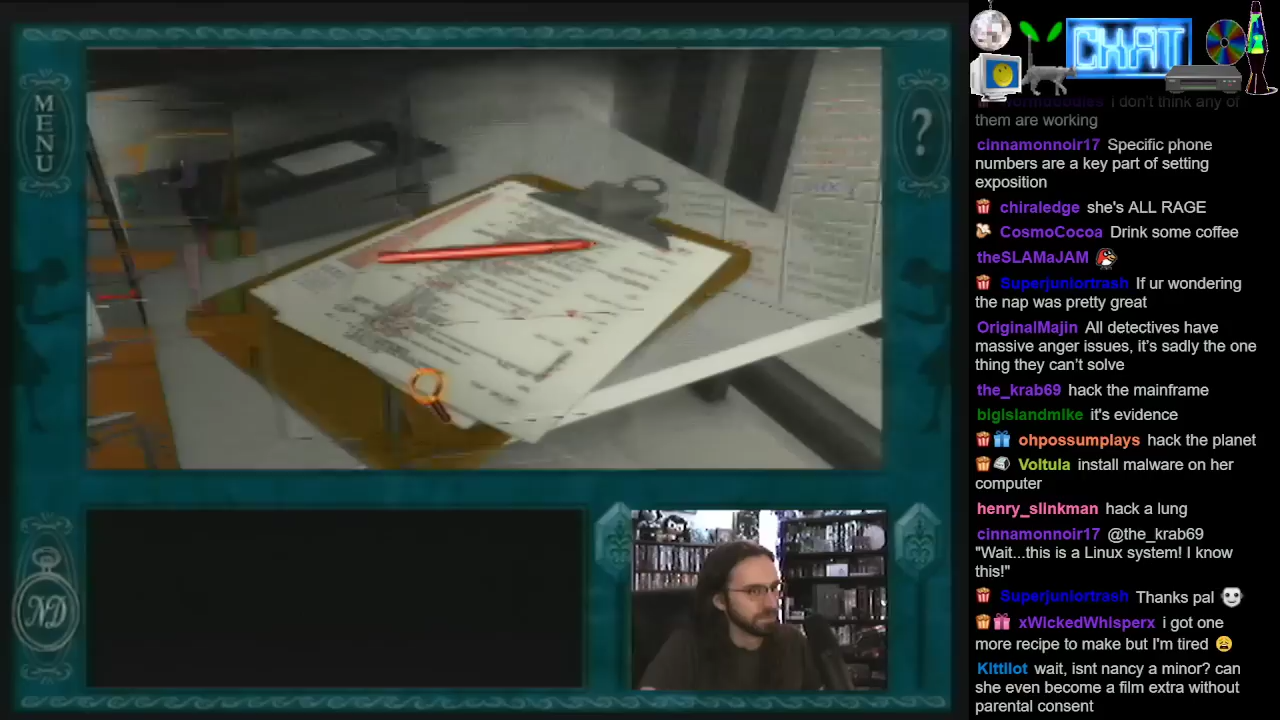 MENU
?
ND
CHAT
I don't think any of
them are working
cinnamonnoir17 Specific phone
numbers are a key part of setting
exposition
chiraledge she's ALL RAGE
CosmoCocoa Drink some coffee
theSLAMaJAM
Superjuniortrash If ur wondering
the nap was pretty great
OriginalMajin All detectives have
massive anger issues, it's sadly the one
thing they can't solve
the_krab69 hack the mainframe
bigislandmike it's evidence
ohpossumplays hack the planet
Voltula install malware on her
computer
henry_slinkman hack a lung
cinnamonnoir17 @the_krab69
"Wait...this is a Linux system! I know
this!"
Superjuniortrash Thanks pal
xWickedWhisperx i got one
more recipe to make but I'm tired
Kittliot wait, isnt nancy a minor? can
she even become a film extra without
parental consent